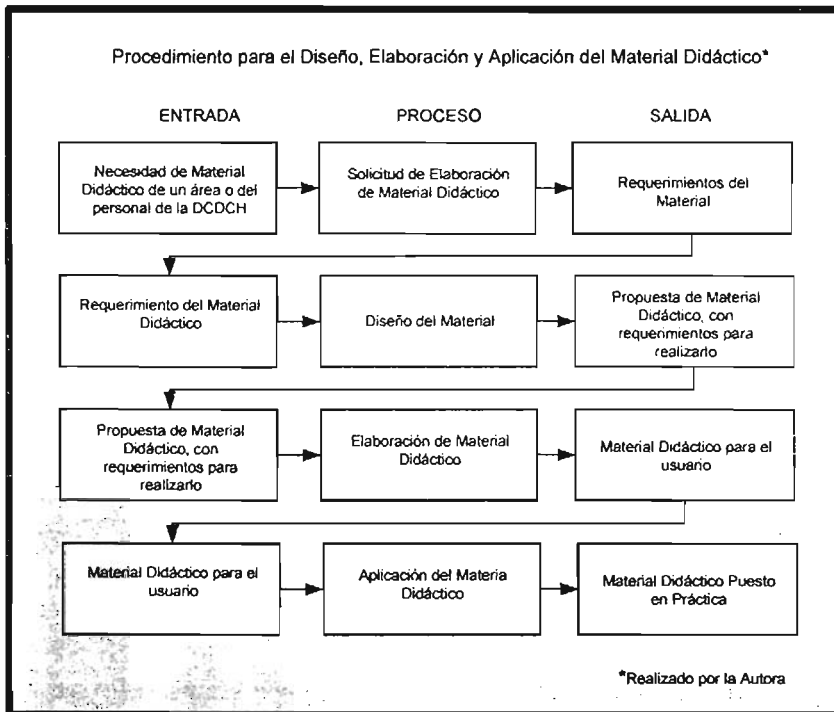 Procedimiento para el Diseño, Elaboración y Aplicación del Material Didáctico*
ENTRADA PROCESO SALIDA
Necesidad de Material
Didáctico de un área o del
personal de la DCDCH
Solicitud de Elaboración
de Material Didáctico
Requerimientos del
Material
Requerimiento del Material
Didáctico
Diseño del Material
Propuesta de Material
Didáctico, con
requerimientos para
realizarlo
Propuesta de Material
Didáctico, con
requerimientos para
realizarlo
Elaboración de Material
Didáctico
Material Didáctico para el
usuario
Material Didáctico para el
usuario
Aplicación del Materia
Didáctico
Material Didáctico Puesto
en Práctica
*Realizado por la Autora